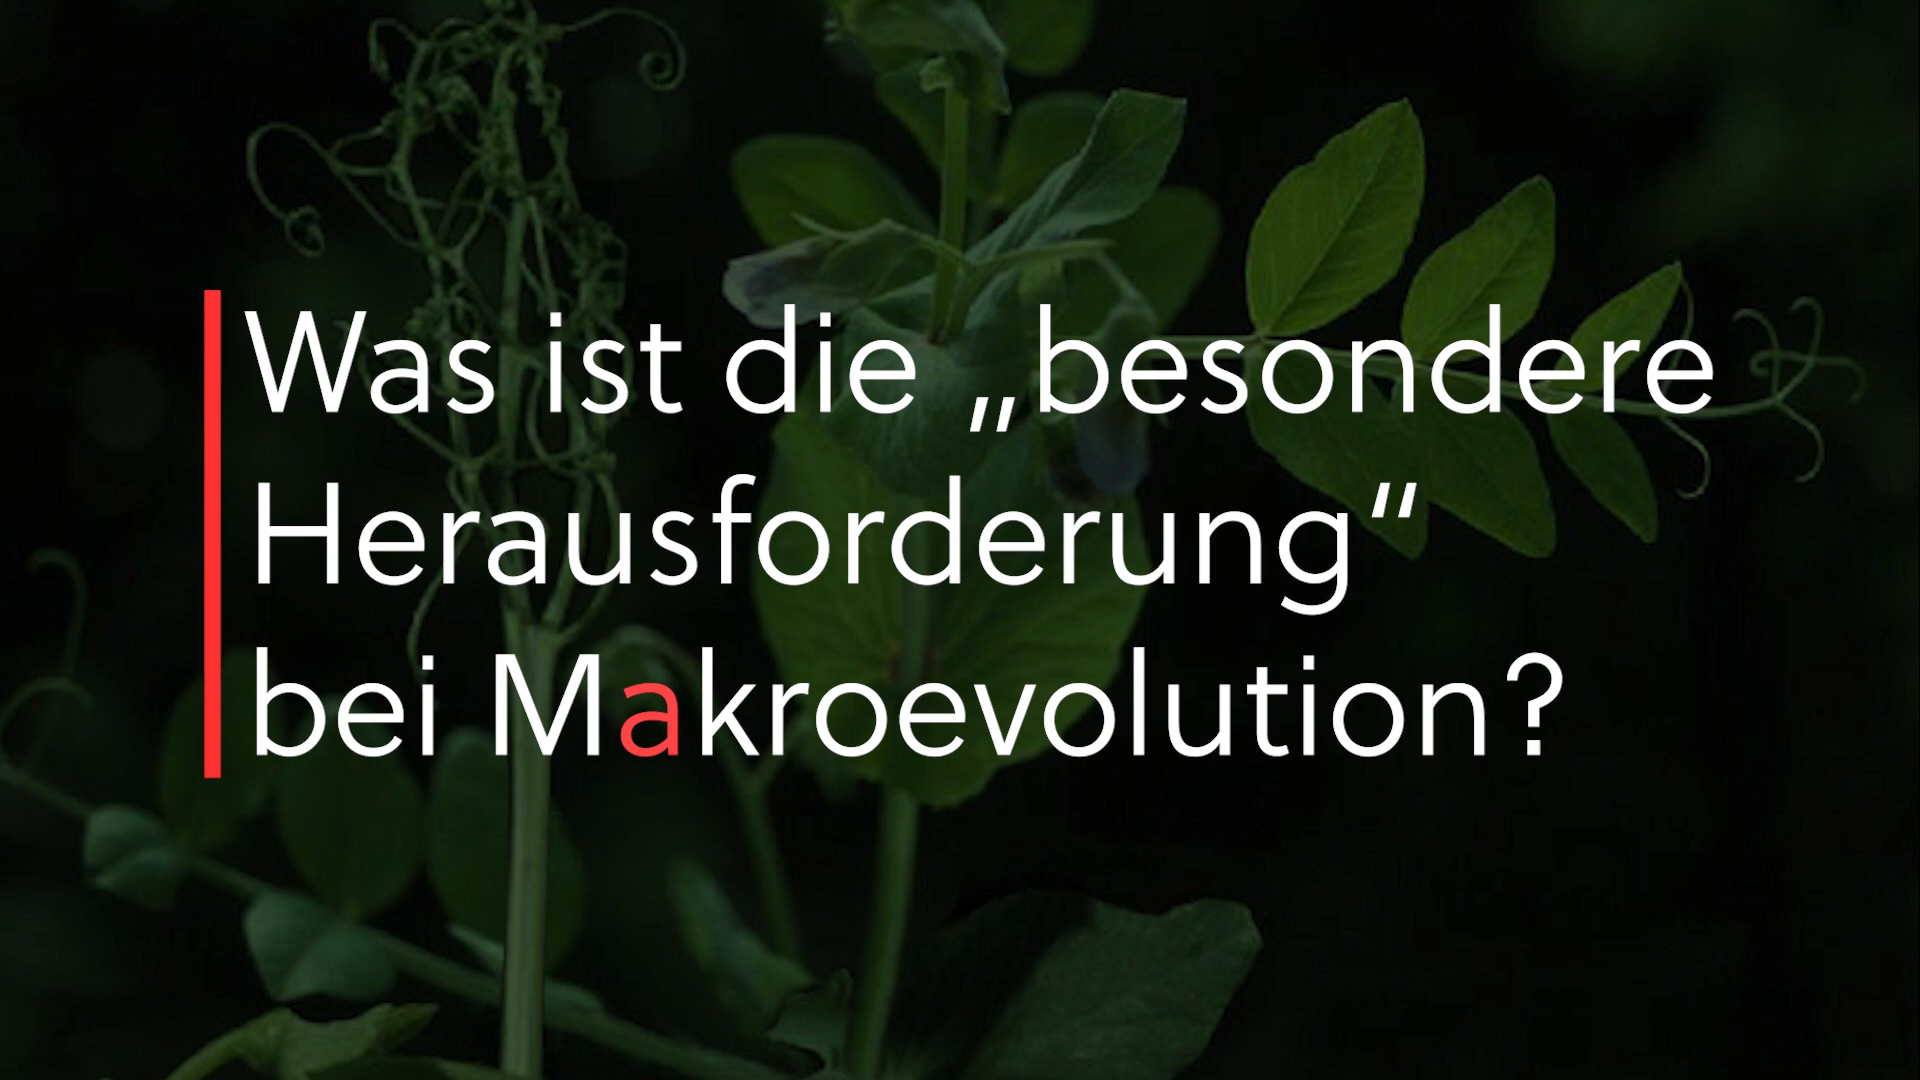 Was ist die „besondere
Herausforderung“
bei Makroevolution?